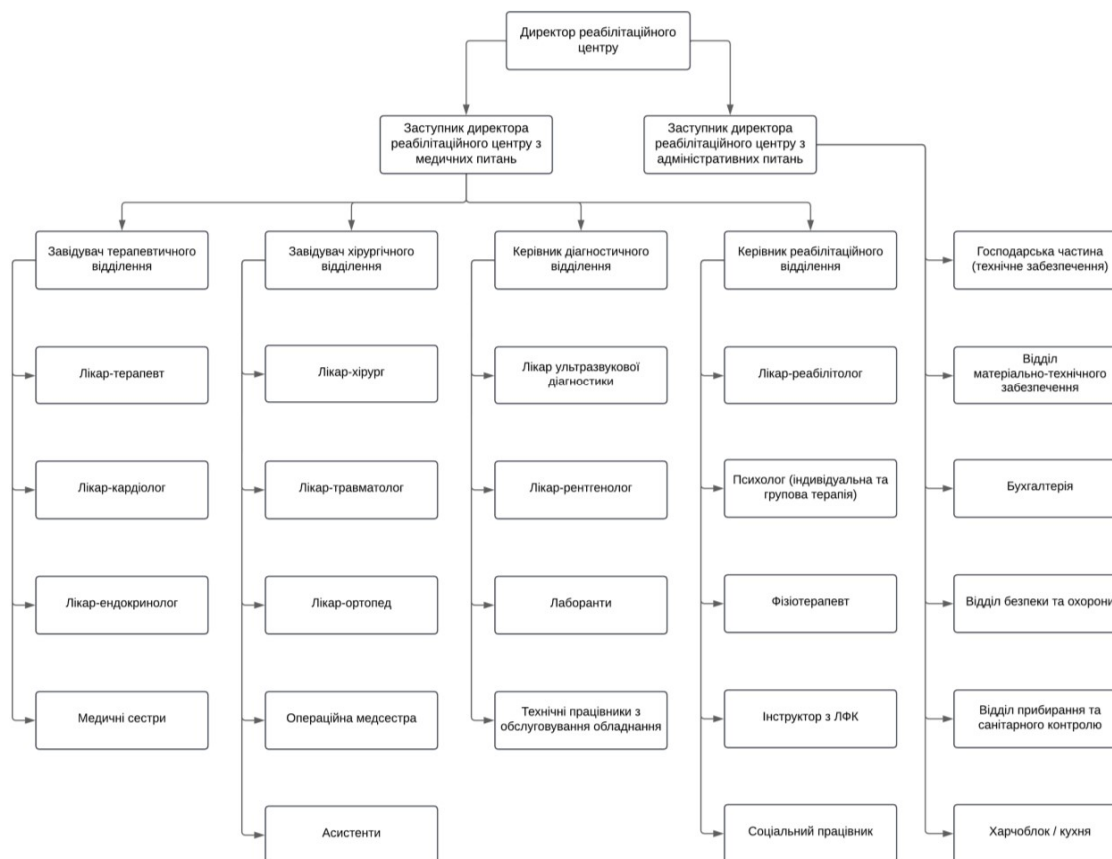 Директор реабілітаційного
центру
Заступник директора
реабілітаційного центру з
медичних питань
Заступник директора
реабілітаційного центру з
адміністративних питань
Завідувач терапевтичного
відділення
Завідувач хірургічного
відділення
Керівник діагностичного
відділення
Керівник реабілітаційного
відділення
Господарська частина
(технічне забезпечення)
Лікар-терапевт
Лікар-хірург
Лікар ультразвукової
діагностики
Лікар-реабілітолог
Відділ
матеріально-технічного
забезпечення
Лікар-кардіолог
Лікар-травматолог
Лікар-рентгенолог
Психолог (індивідуальна та
групова терапія)
Бухгалтерія
Лікар-ендокринолог
Лікар-ортопед
Лаборанти
Фізіотерапевт
Відділ безпеки та охорони
Медичні сестри
Операційна медсестра
Технічні працівники з
обслуговування обладнання
Інструктор з ЛФК
Відділ прибирання та
санітарного контролю
Асистенти
Соціальний працівник
Харчоблок / кухня